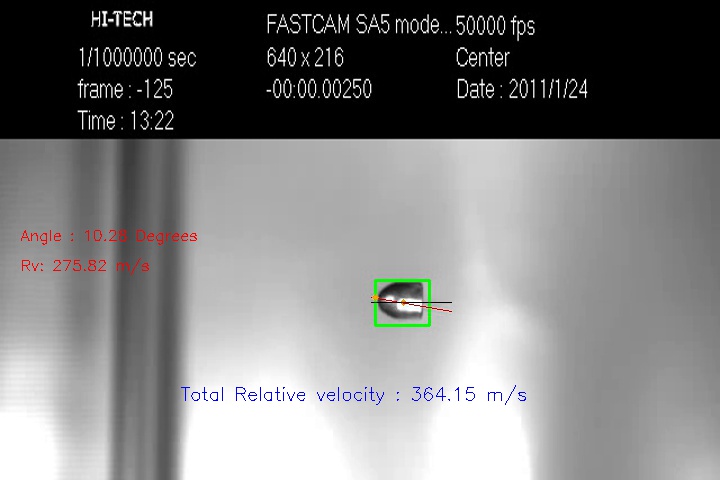 HI-TECH FASTCAM SA5 mode... 50000 fps
1/1000000 sec 640 x 216 Center
frame : -125 -00:00.00250 Date : 2011/1/24
Time : 13:22
Angle : 10.28 Degrees
Rv: 275.82 m/s
Total Relative velocity : 364.15 m/s